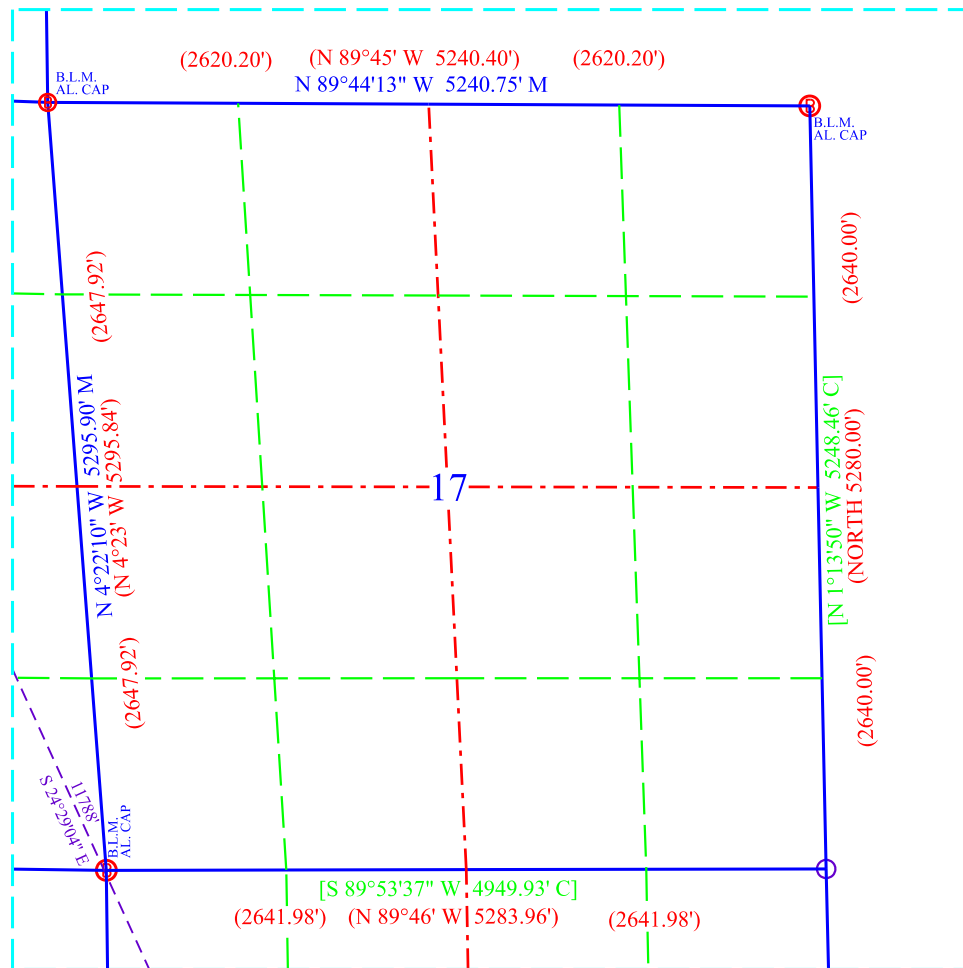 (2620.20')
(N 89°45' W 5240.40')
(2620.20')
N 89°44'13" W 5240.75' M
B.L.M.
AL. CAP
B
B
B.L.M.
AL. CAP
(2647.92')
(2640.00')
N 4°22'10" W 5295.90' M
(N 4°23' W 5295.84')
17
[N 1°13'50" W 5248.46' C]
(NORTH 5280.00')
(2647.92')
(2640.00')
11788'
S 24°29'04" E
B.L.M.
AL. CAP
B
[S 89°53'37" W 4949.93' C]
(2641.98')
(N 89°46' W 5283.96')
(2641.98')